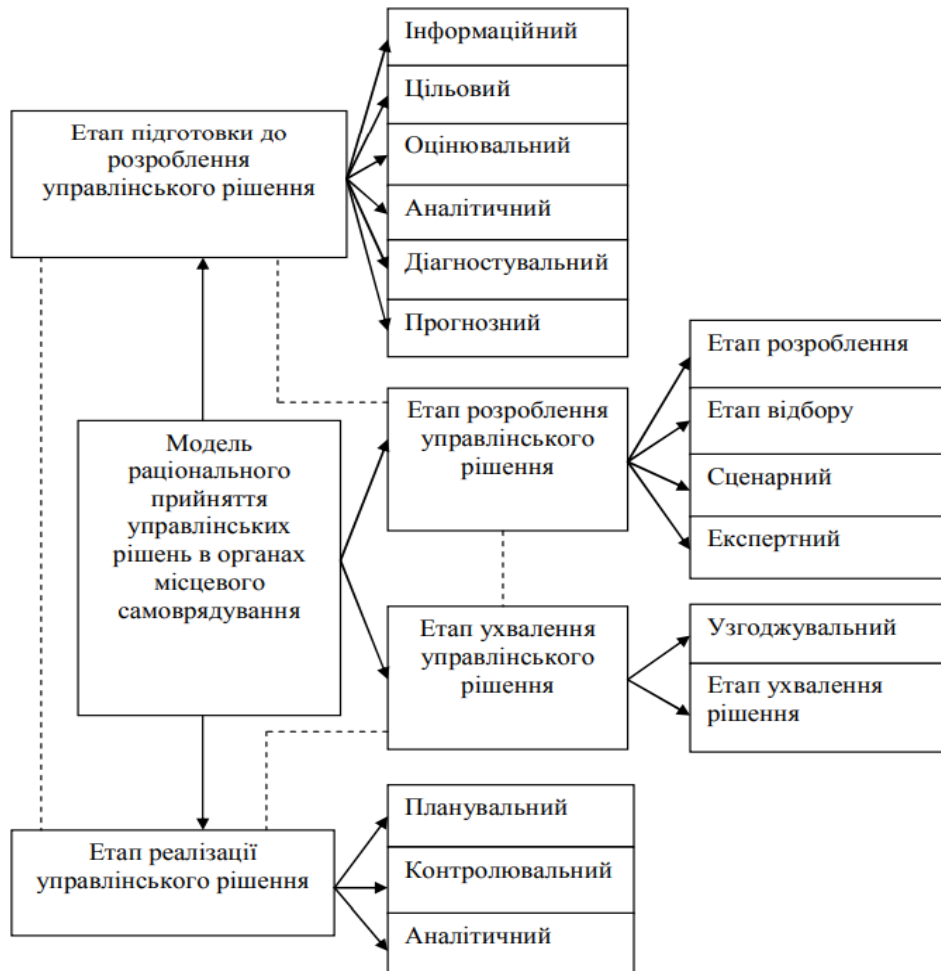 Інформаційний
Цільовий
Оцінювальний
Аналітичний
Діагностувальний
Прогнозний
Етап підготовки до
розроблення
управлінського рішення
Етап розроблення
Етап відбору
Сценарний
Експертний
Етап розроблення
управлінського
рішення
Модель
раціонального
прийняття
управлінських
рішень в органах
місцевого
самоврядування
Етап ухвалення
управлінського
рішення
Узгоджувальний
Етап ухвалення
рішення
Планувальний
Контролювальний
Аналітичний
Етап реалізації
управлінського рішення